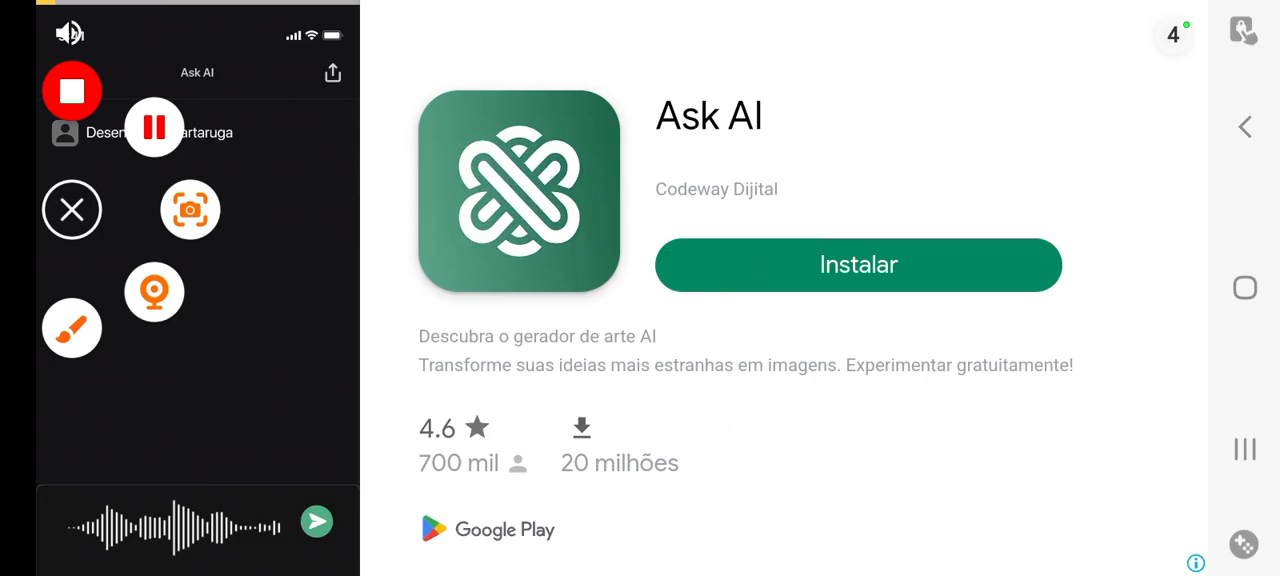 Ask AI
Desen artaruga
4
Ask AI
Codeway Dijital
Instalar
Descubra o gerador de arte AI
Transforme suas ideias mais estranhas em imagens. Experimentar gratuitamente!
4.6
700 mil
20 milhões
Google Play